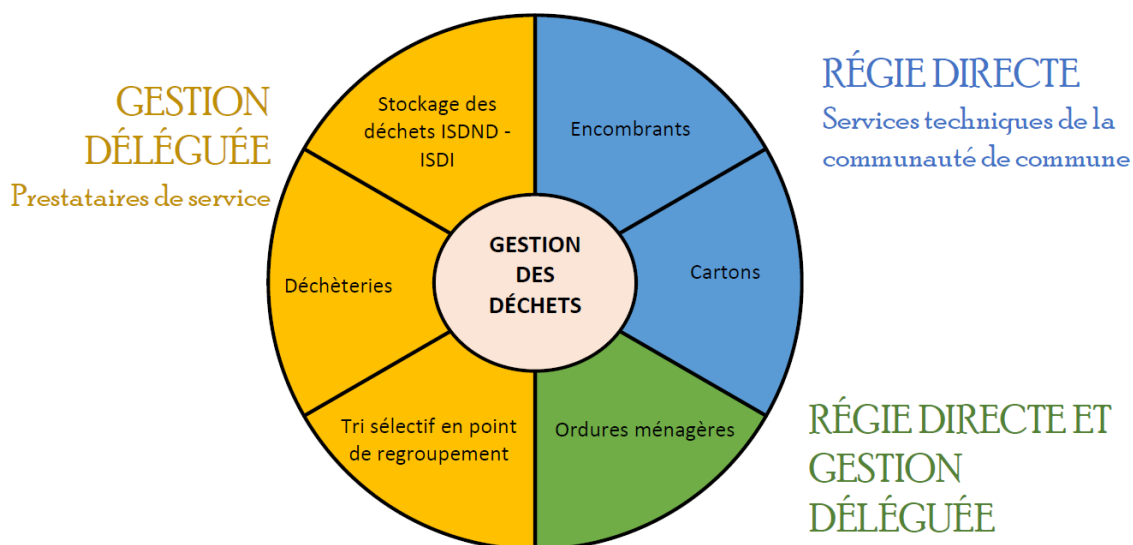 GESTION
DÉLÉGUÉE
Prestataires de service
Stockage des
déchets ISDND -
ISDI
Encombrants
RÉGIE DIRECTE
Services techniques de la
communauté de commune
Déchèteries
GESTION
DES
DÉCHETS
Cartons
Tri sélectif en point
de regroupement
Ordures ménagères
RÉGIE DIRECTE ET
GESTION
DÉLÉGUÉE